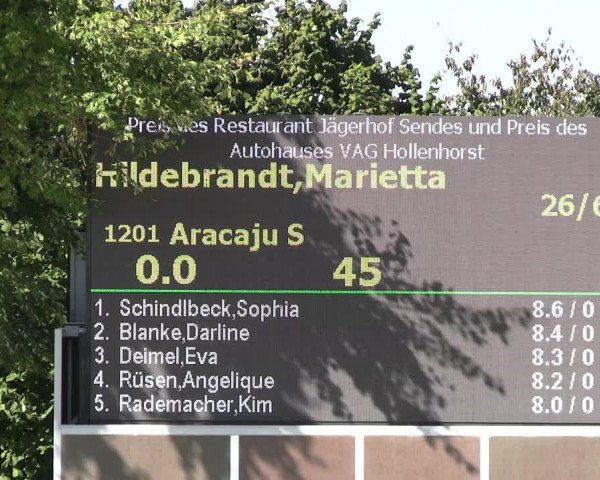 Preis des Restaurant Jägerhof Sendes und Preis des
Autohauses VAG Hollenhorst
Hildebrandt,Marietta
26/6
1201 Aracaju S
0.0 45
1. Schindlbeck,Sophia 8.6 / 0
2. Blanke,Darline 8.4 / 0
3. Deimel,Eva 8.3 / 0
4. Rüsen,Angelique 8.2 / 0
5. Rademacher,Kim 8.0 / 0